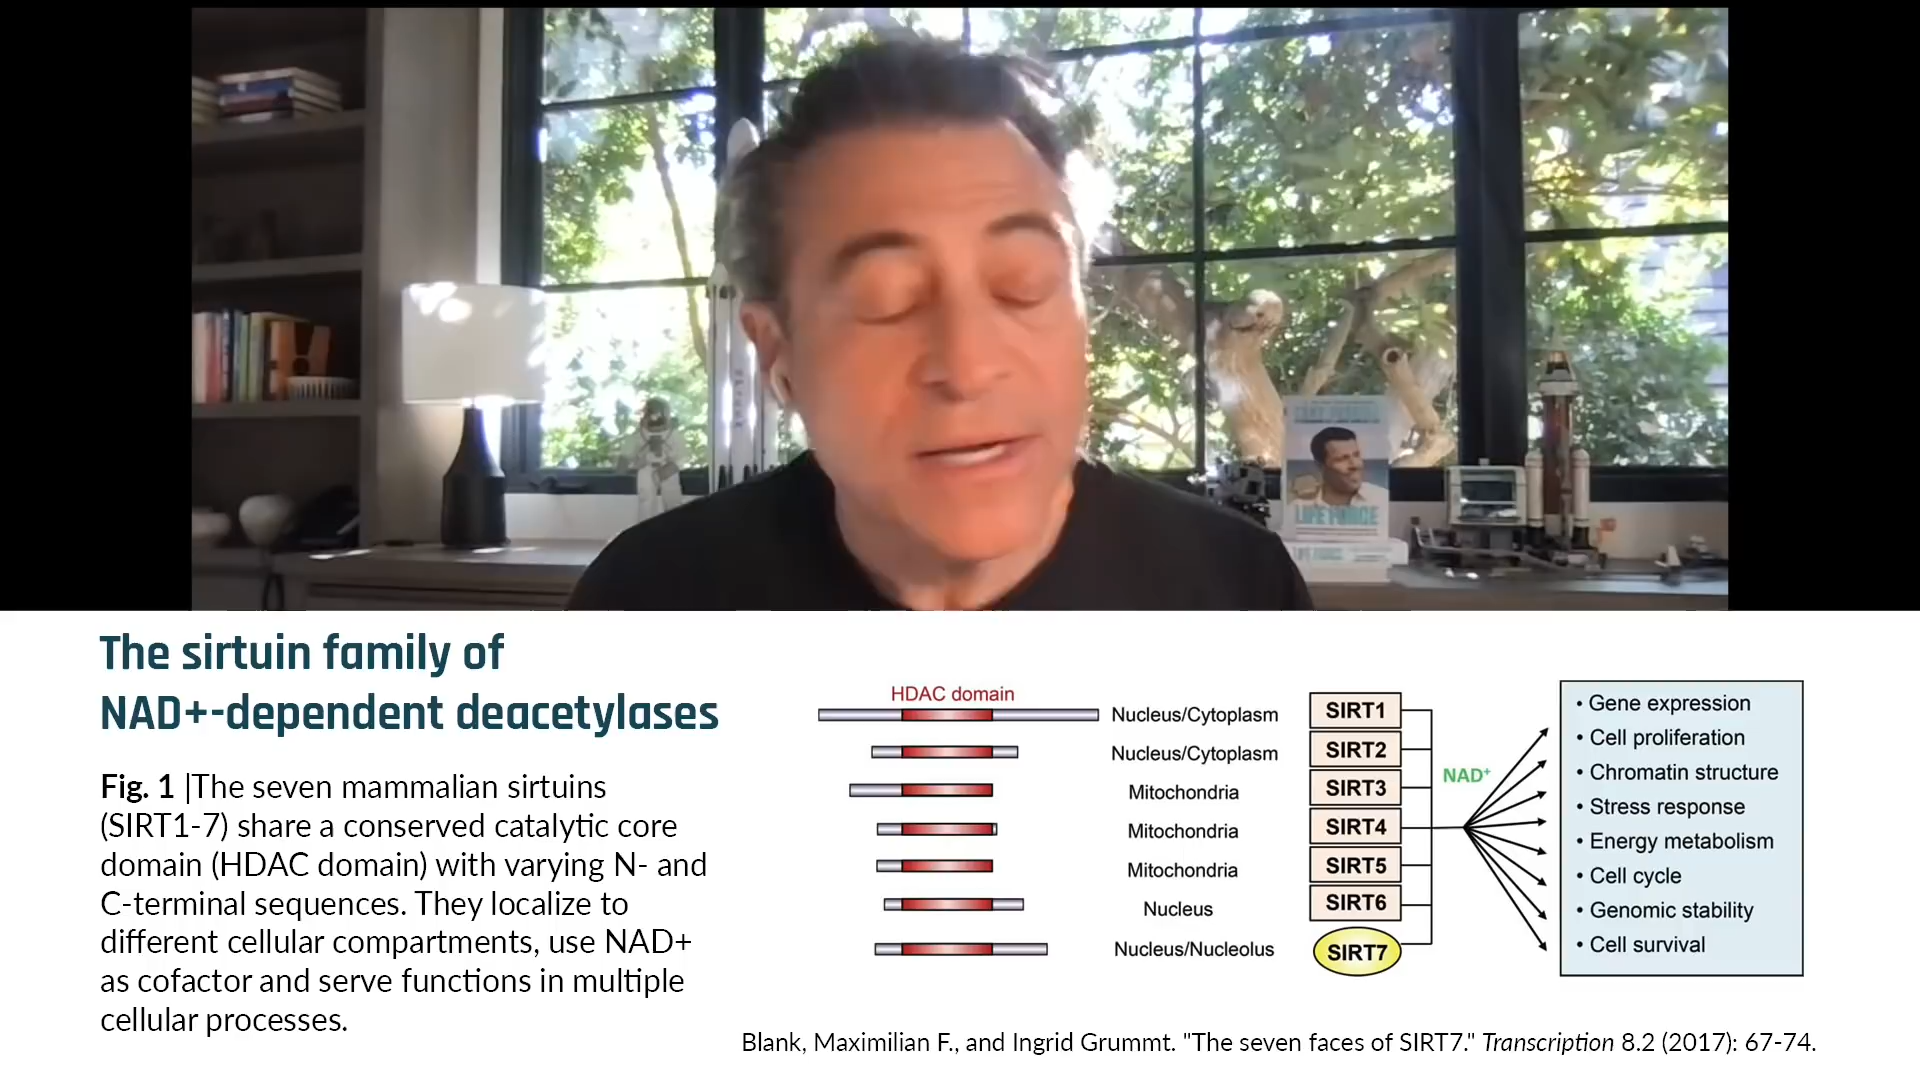 LIFE FORCE
LIFE FORCE
The sirtuin family of
NAD+-dependent deacetylases
Fig. 1 |The seven mammalian sirtuins
(SIRT1-7) share a conserved catalytic core
domain (HDAC domain) with varying N- and
C-terminal sequences. They localize to
different cellular compartments, use NAD+
as cofactor and serve functions in multiple
cellular processes.
HDAC domain
Nucleus/Cytoplasm
Nucleus/Cytoplasm
Mitochondria
Mitochondria
Mitochondria
Nucleus
Nucleus/Nucleolus
SIRT1
SIRT2
SIRT3
SIRT4
SIRT5
SIRT6
SIRT7
NAD+
• Gene expression
• Cell proliferation
• Chromatin structure
• Stress response
• Energy metabolism
• Cell cycle
• Genomic stability
• Cell survival
Blank, Maximilian F., and Ingrid Grummt. "The seven faces of SIRT7." Transcription 8.2 (2017): 67-74.